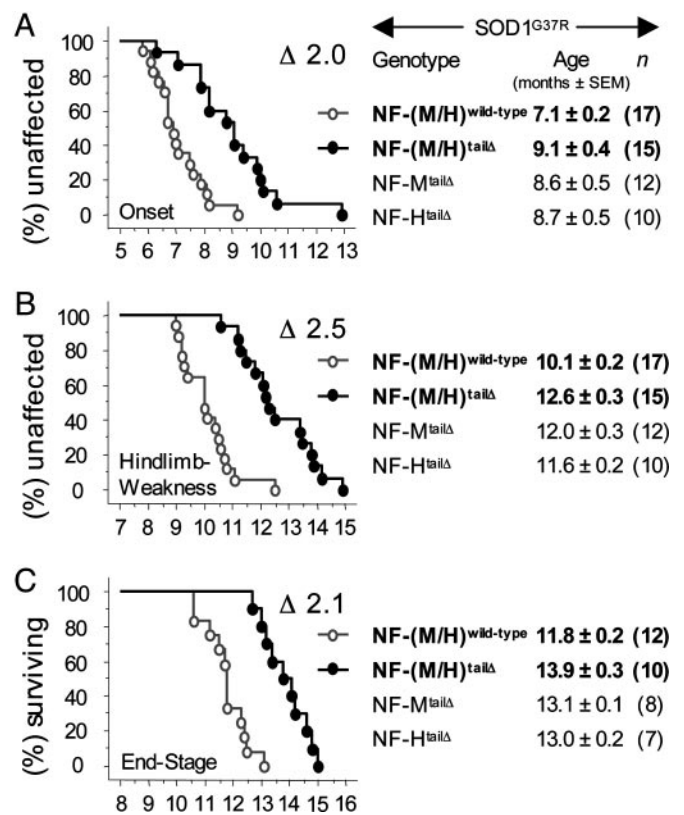 A
SOD1G37R
Genotype Age n
(months ± SEM)
Δ 2.0
NF-(M/H)wild-type 7.1 ± 0.2 (17)
NF-(M/H)tailΔ 9.1 ± 0.4 (15)
NF-MtailΔ 8.6 ± 0.5 (12)
NF-HtailΔ 8.7 ± 0.5 (10)
(%) unaffected
100
80
60
40
20
0
Onset
5 6 7 8 9 10 11 12 13
B
Δ 2.5
NF-(M/H)wild-type 10.1 ± 0.2 (17)
NF-(M/H)tailΔ 12.6 ± 0.3 (15)
NF-MtailΔ 12.0 ± 0.3 (12)
NF-HtailΔ 11.6 ± 0.2 (10)
(%) unaffected
100
80
60
40
20
0
Hindlimb-
Weakness
7 8 9 10 11 12 13 14 15
C
Δ 2.1
NF-(M/H)wild-type 11.8 ± 0.2 (12)
NF-(M/H)tailΔ 13.9 ± 0.3 (10)
NF-MtailΔ 13.1 ± 0.1 (8)
NF-HtailΔ 13.0 ± 0.2 (7)
(%) surviving
100
80
60
40
20
0
End-Stage
8 9 10 11 12 13 14 15 16